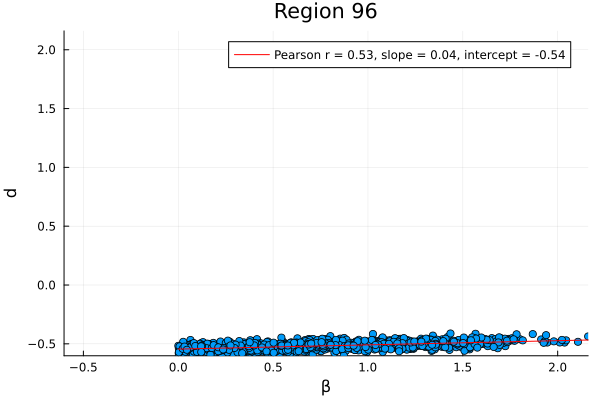 Region 96
Pearson r = 0.53, slope = 0.04, intercept = -0.54
2.0
1.5
1.0
0.5
0.0
−0.5
d
−0.5 0.0 0.5 1.0 1.5 2.0
β